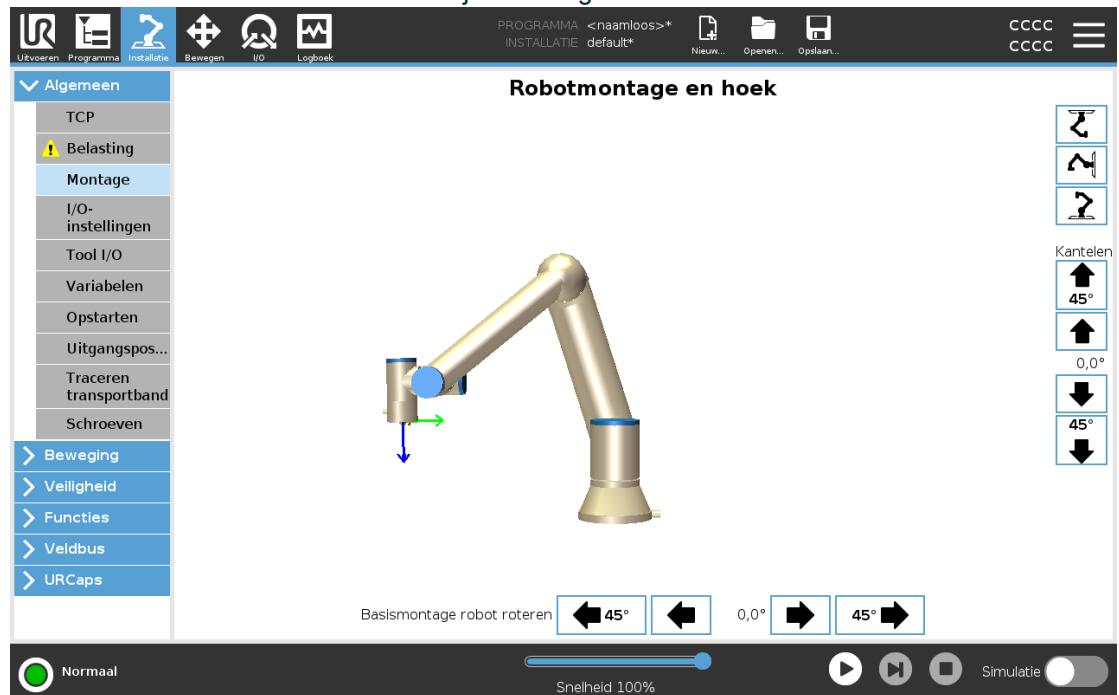 PROGRAMMA <naamloos>*
INSTALLATIE default*
Uitvoeren
Programma
Installatie
Bewegen
I/O
Logboek
Nieuw...
Openen...
Opslaan...
CCCC
CCCC
Algemeen
TCP
Belasting
Montage
I/O-
instellingen
Tool I/O
Variabelen
Opstarten
Uitgangspos...
Traceren
transportband
Schroeven
Beweging
Veiligheid
Functies
Veldbus
URCaps
Robotmontage en hoek
Kantelen
45°
0,0°
45°
Basismontage robot roteren
45°
0,0°
45°
Normaal
Snelheid 100%
Simulatie